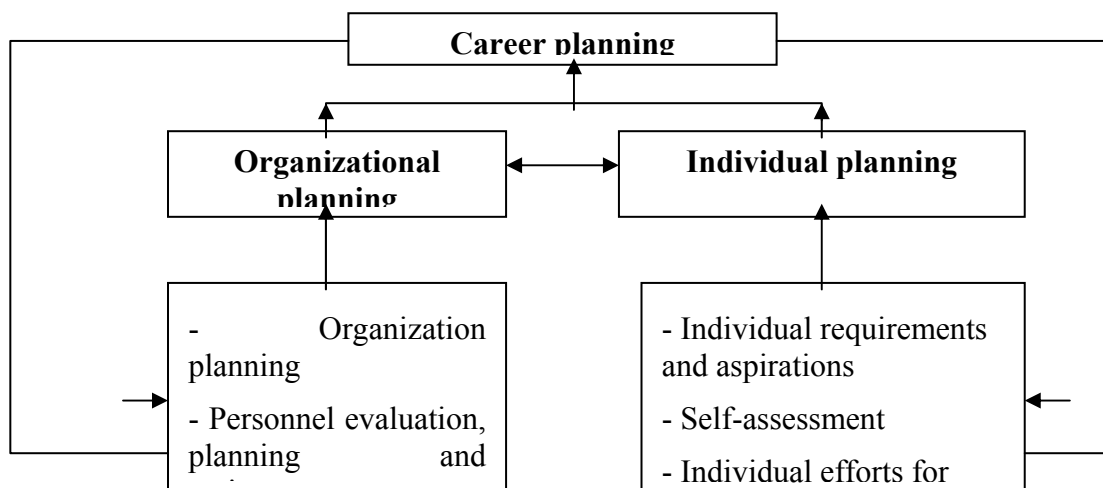 Career planning
Organizational
planning
Individual planning
- Organization
planning
- Personnel evaluation,
planning and
- Individual requirements
and aspirations
- Self-assessment
- Individual efforts for